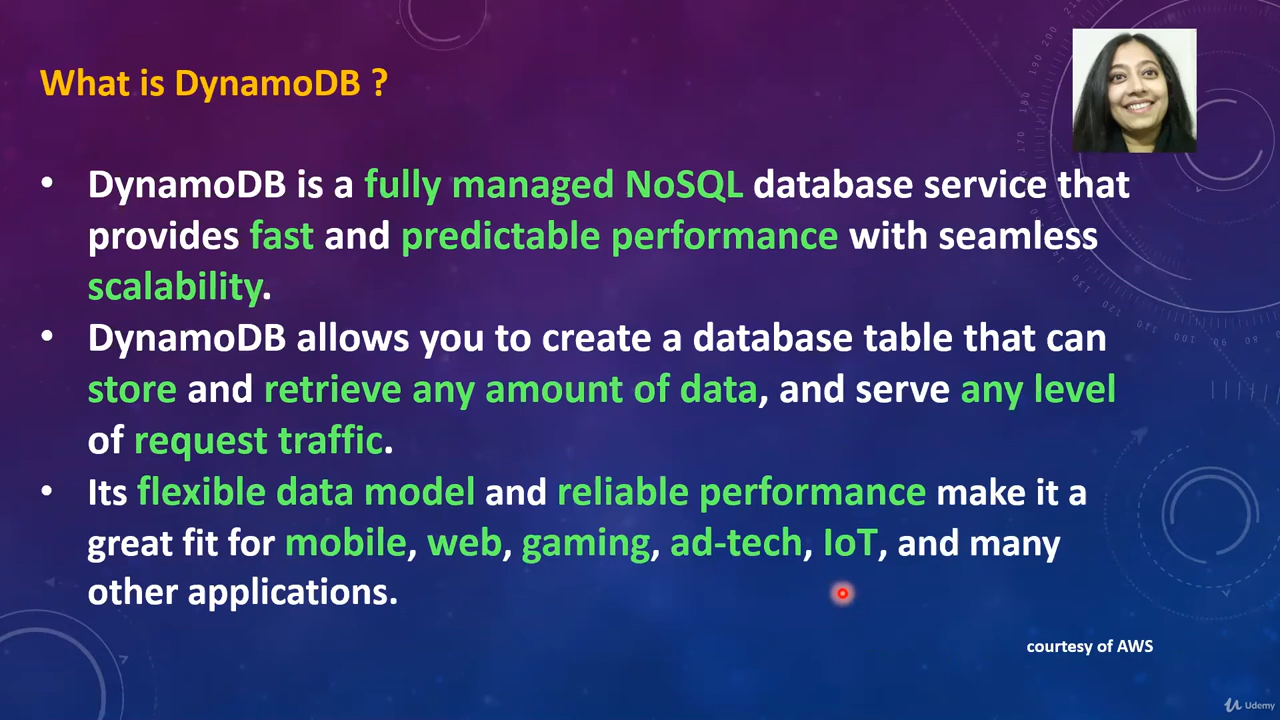 What is DynamoDB ?
• DynamoDB is a fully managed NoSQL database service that
provides fast and predictable performance with seamless
scalability.
• DynamoDB allows you to create a database table that can
store and retrieve any amount of data, and serve any level
of request traffic.
• Its flexible data model and reliable performance make it a
great fit for mobile, web, gaming, ad-tech, IoT, and many
other applications.
courtesy of AWS
Udemy